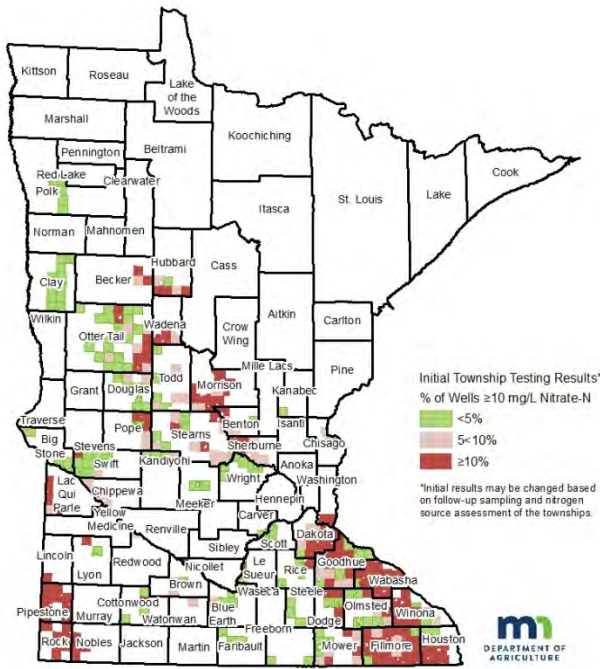 Kittson
Roseau
Lake
of the
Woods
Marshall
Koochiching
Pennington
Beltrami
Red Lake
Polk
Clearwater
Cook
St. Louis
Lake
Itasca
Norman
Mahnomen
Hubbard
Cass
Clay
Becker
Aitkin
Wilkin
Otter Tail
Wadena
Crow
Wing
Carlton
Pine
Mille Lacs
Grant
Douglas
Todd
Morrison
Kanabec
Traverse
Big
Stone
Stevens
Pope
Stearns
Benton
Isanti
Sherburne
Chisago
Swift
Kandiyohi
Anoka
Wright
Washington
Lac
Qui
Parle
Chippewa
Meeker
Hennepin
Yellow
Medicine
Renville
Carver
Scott
Dakota
Lincoln
Lyon
Redwood
Sibley
Nicollet
Le
Sueur
Rice
Goodhue
Wabasha
Brown
Waseca
Steele
Pipestone
Murray
Cottonwood
Watonwan
Blue
Earth
Dodge
Olmsted
Winona
Rock
Nobles
Jackson
Martin
Faribault
Freeborn
Mower
Fillmore
Houston
Initial Township Testing Results*
% of Wells ≥10 mg/L Nitrate-N
<5%
5<10%
≥10%
*Initial results may be changed based
on follow-up sampling and nitrogen
source assessment of the townships.
mn
DEPARTMENT OF
AGRICULTURE